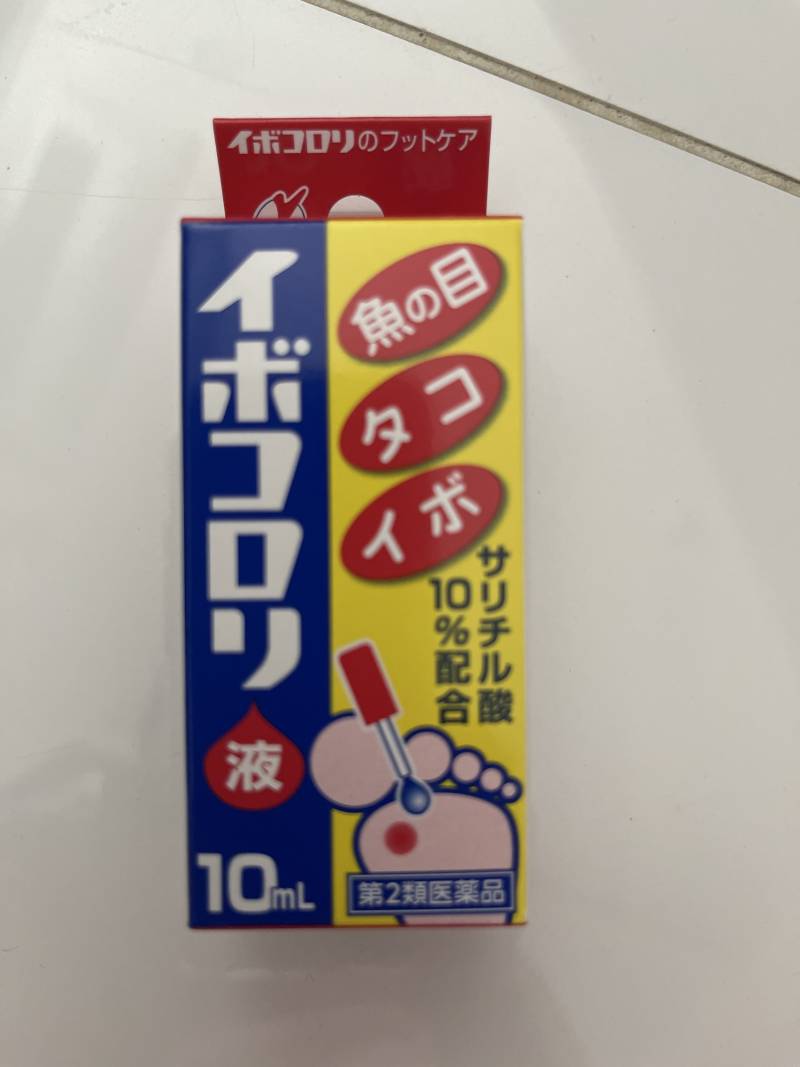 イボコロリのフットケア
イボコロリ
液
10mL
魚の目
タコ
イボ
サリチル酸
10%配合
第2類医薬品